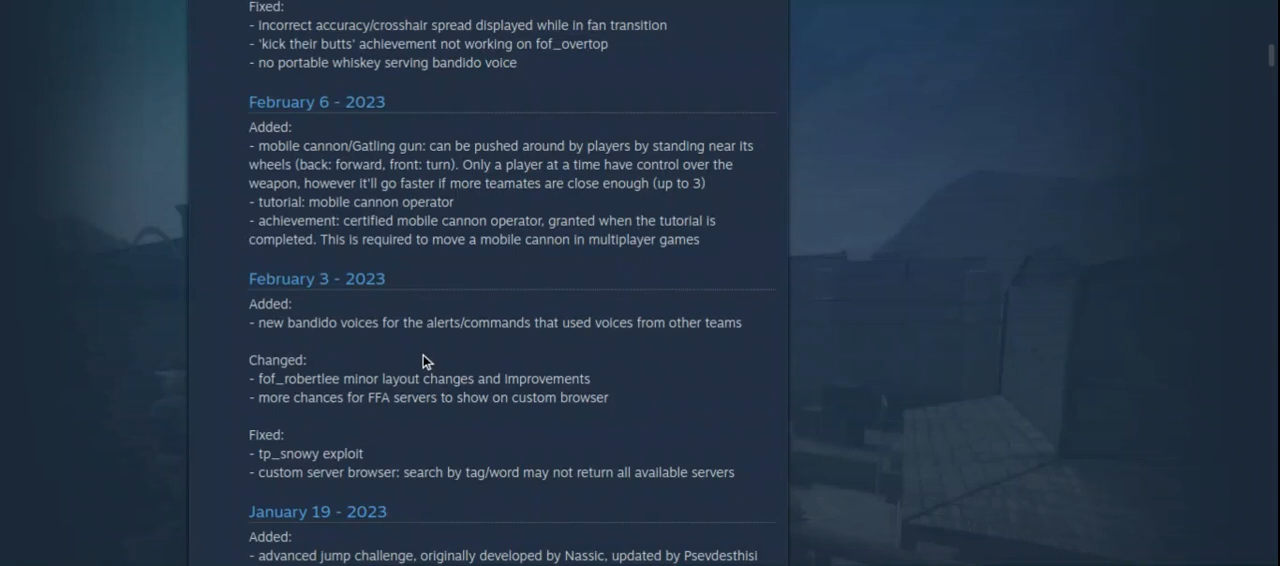 Fixed:
- incorrect accuracy/crosshair spread displayed while in fan transition
- 'kick their butts' achievement not working on fof_overtop
- no portable whiskey serving bandido voice
February 6 - 2023
Added:
- mobile cannon/Gatling gun: can be pushed around by players by standing near its
wheels (back: forward, front: turn). Only a player at a time have control over the
weapon, however it'll go faster if more teamates are close enough (up to 3)
- tutorial: mobile cannon operator
- achievement: certified mobile cannon operator, granted when the tutorial is
completed. This is required to move a mobile cannon in multiplayer games
February 3 - 2023
Added:
- new bandido voices for the alerts/commands that used voices from other teams
Changed:
- fof_robertlee minor layout changes and improvements
- more chances for FFA servers to show on custom browser
Fixed:
- tp_snowy exploit
- custom server browser: search by tag/word may not return all available servers
January 19 - 2023
Added:
- advanced jump challenge, originally developed by Nassic, updated by Psevdesthisi